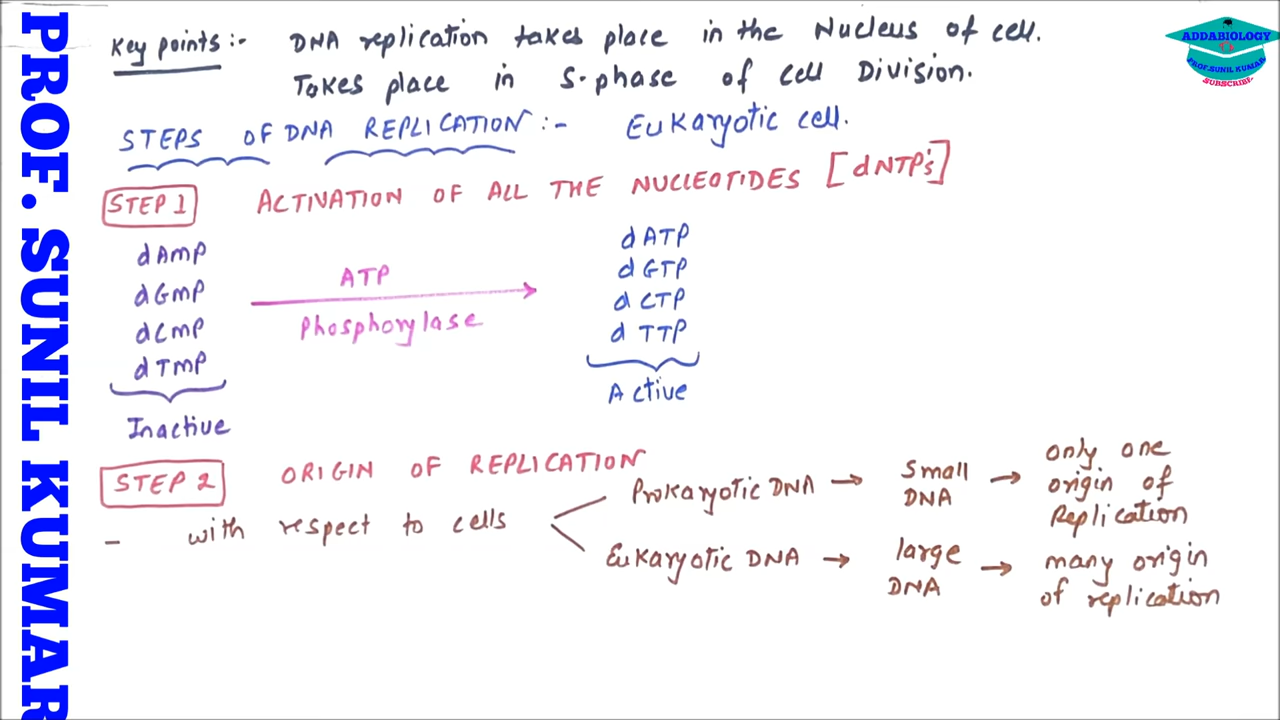 PROF. SUNIL KUMAR
Key points :- DNA replication takes place in the Nucleus of cell.
Takes place in S-phase of cell Division.
ADDABIOLOGY
PROF.SUNIL KUMAR
SUBSCRIBE
STEPS OF DNA REPLICATION :- Eukaryotic cell.
STEP 1 ACTIVATION OF ALL THE NUCLEOTIDES [dNTP's]
dAMP
dGMP
dCMP
dTMP
Inactive
ATP
Phosphorylase
dATP
dGTP
dCTP
dTTP
Active
STEP 2 ORIGIN OF REPLICATION
- with respect to cells
Prokaryotic DNA → Small DNA → only one origin of Replication
Eukaryotic DNA → large DNA → many origin of replication